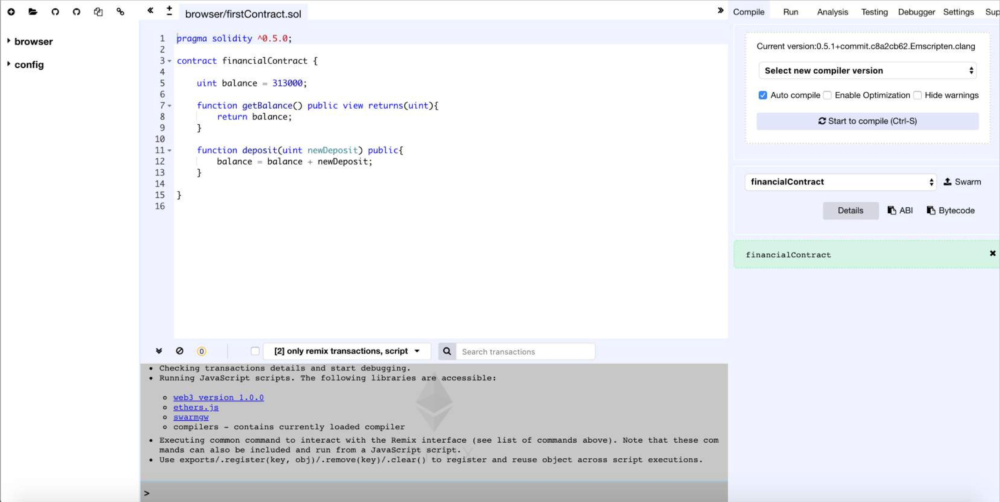 browser/firstContract.sol
Compile Run Analysis Testing Debugger Settings Sup
browser
config
1 pragma solidity ^0.5.0;
2
3 contract financialContract {
4
5 uint balance = 313000;
6
7 function getBalance() public view returns(uint){
8 return balance;
9 }
10
11 function deposit(uint newDeposit) public{
12 balance = balance + newDeposit;
13 }
14
15 }
16
Current version:0.5.1+commit.c8a2cb62.Emscripten.clang
Select new compiler version
Auto compile Enable Optimization Hide warnings
Start to compile (Ctrl-S)
financialContract Swarm
Details ABI Bytecode
financialContract
0 [2] only remix transactions, script Search transactions
• Checking transactions details and start debugging.
• Running JavaScript scripts. The following libraries are accessible:
web3 version 1.0.0
ethers.js
swarmgw
compilers - contains currently loaded compiler
• Executing common command to interact with the Remix interface (see list of commands above). Note that these com
mands can also be included and run from a JavaScript script.
• Use exports/.register(key, obj)/.remove(key)/.clear() to register and reuse object across script executions.
>